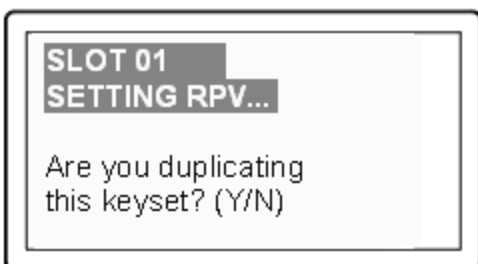 SLOT 01
SETTING RPV...
Are you duplicating
this keyset? (Y/N)